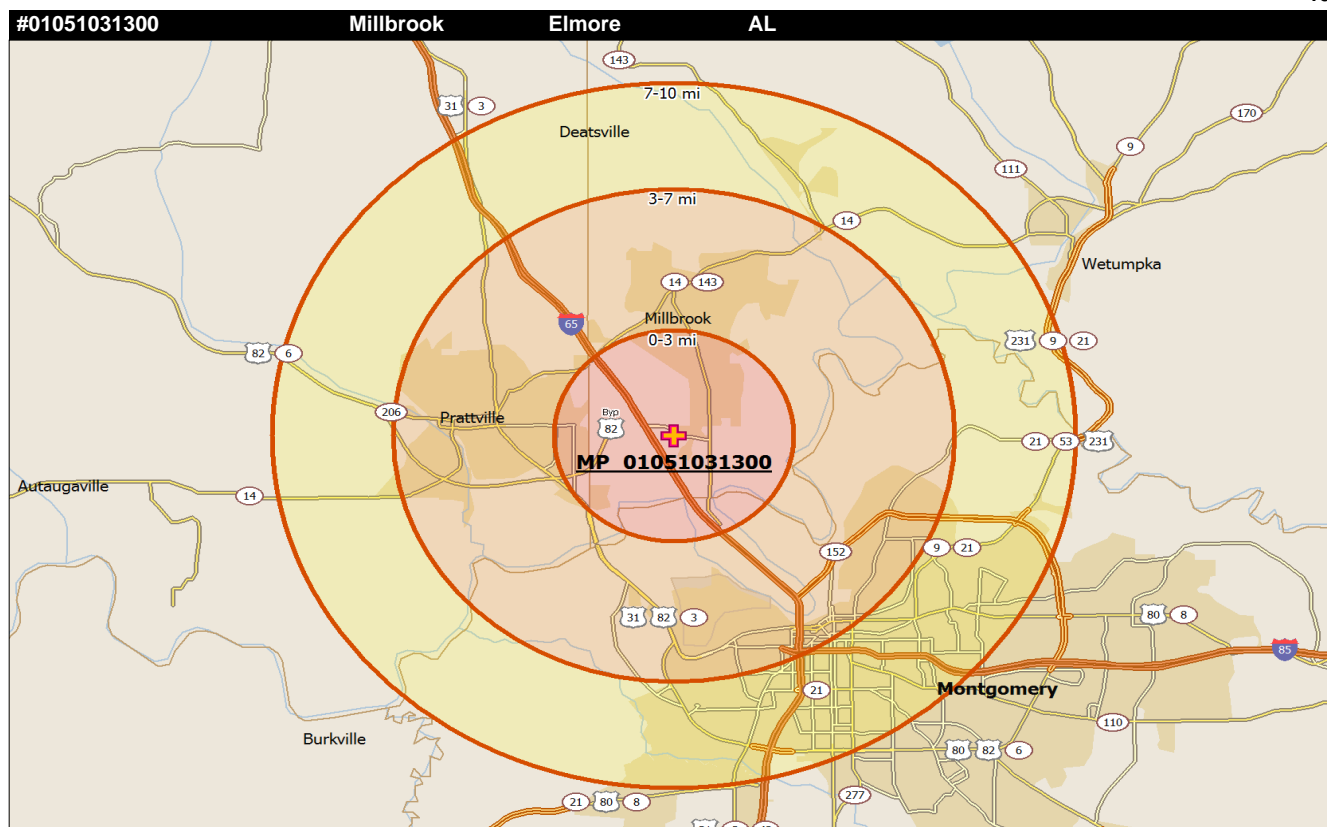 #01051031300 Millbrook Elmore AL
143
7-10 mi
31 3
170
Deatsville
9
111
3-7 mi
14
Wetumpka
14 143
Millbrook
65
0-3 mi
231 9 21
82 6
206
Prattville
Byp
82
21 53 231
MP 01051031300
Autaugaville
14
152
9 21
31 82 3
80 8
85
21
Montgomery
110
Burkville
80 82 6
277
21 80 8